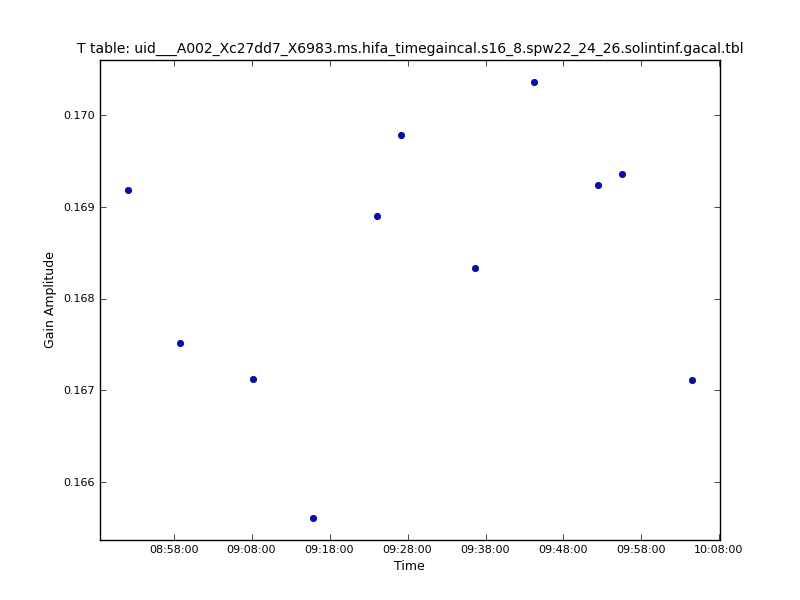 T table: uid___A002_Xc27dd7_X6983.ms.hifa_timegaincal.s16_8.spw22_24_26.solintinf.gacal.tbl
0.170
0.169
0.168
0.167
0.166
Gain Amplitude
08:58:00 09:08:00 09:18:00 09:28:00 09:38:00 09:48:00 09:58:00 10:08:00
Time